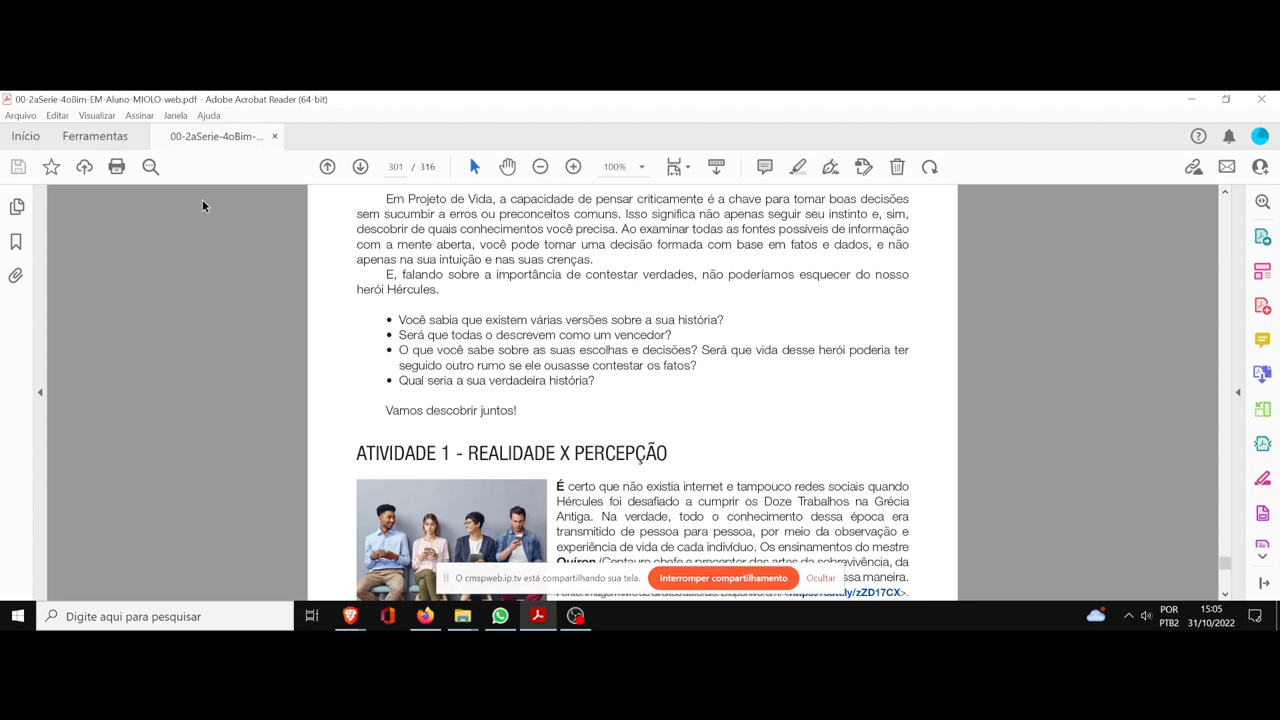 00-2aSerie-4oBim-EM-Aluno-MIOLO-web.pdf - Adobe Acrobat Reader (64-bit)
Arquivo Editar Visualizar Assinar Janela Ajuda
Início Ferramentas 00-2aSerie-4oBim-... ×
301 / 316 100%
Em Projeto de Vida, a capacidade de pensar criticamente é a chave para tomar boas decisões
sem sucumbir a erros ou preconceitos comuns. Isso significa não apenas seguir seu instinto e, sim,
descobrir de quais conhecimentos você precisa. Ao examinar todas as fontes possíveis de informação
com a mente aberta, você pode tomar uma decisão formada com base em fatos e dados, e não
apenas na sua intuição e nas suas crenças.
E, falando sobre a importância de contestar verdades, não poderíamos esquecer do nosso
herói Hércules.
• Você sabia que existem várias versões sobre a sua história?
• Será que todas o descrevem como um vencedor?
• O que você sabe sobre as suas escolhas e decisões? Será que vida desse herói poderia ter
seguido outro rumo se ele ousasse contestar os fatos?
• Qual seria a sua verdadeira história?
Vamos descobrir juntos!
ATIVIDADE 1 - REALIDADE X PERCEPÇÃO
É certo que não existia internet e tampouco redes sociais quando
Hércules foi desafiado a cumprir os Doze Trabalhos na Grécia
Antiga. Na verdade, todo o conhecimento dessa época era
transmitido de pessoa para pessoa, por meio da observação e
experiência de vida de cada indivíduo. Os ensinamentos do mestre
Quíron (Centauro chefe e preceptor das artes da sobrevivência, da
ssa maneira.
O cmspweb.ip.tv está compartilhando sua tela. Interromper compartilhamento Ocultar
Digite aqui para pesquisar
POR 15:05
PTB2 31/10/2022